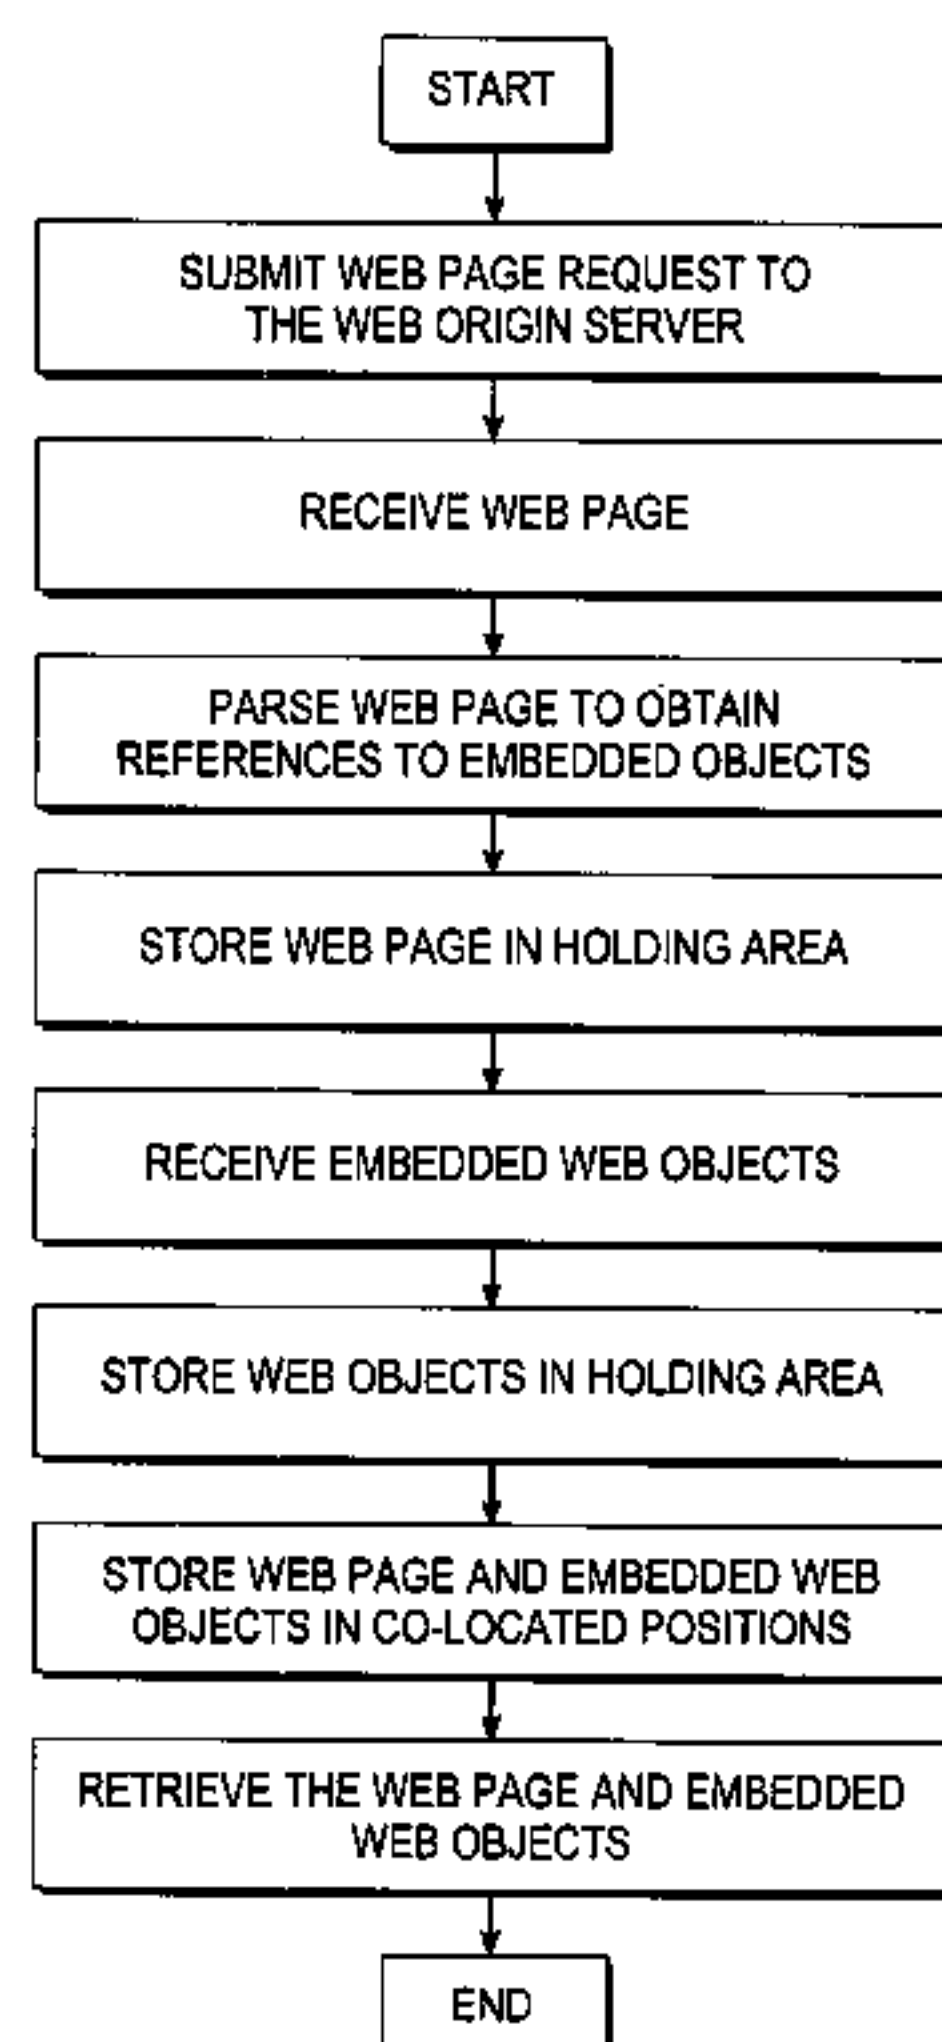 START
SUBMIT WEB PAGE REQUEST TO
THE WEB ORIGIN SERVER
RECEIVE WEB PAGE
PARSE WEB PAGE TO OBTAIN
REFERENCES TO EMBEDDED OBJECTS
STORE WEB PAGE IN HOLDING AREA
RECEIVE EMBEDDED WEB OBJECTS
STORE WEB OBJECTS IN HOLDING AREA
STORE WEB PAGE AND EMBEDDED WEB
OBJECTS IN CO-LOCATED POSITIONS
RETRIEVE THE WEB PAGE AND EMBEDDED
WEB OBJECTS
END